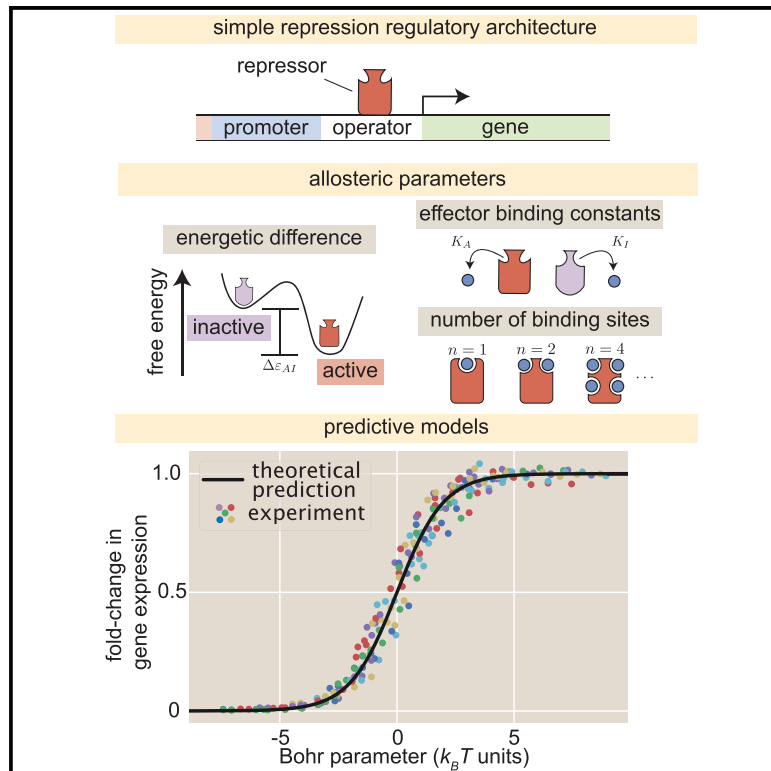 simple repression regulatory architecture
repressor
promoter operator gene
allosteric parameters
energetic difference
effector binding constants
K_A K_I
free energy
inactive
Δε_{AI}
active
number of binding sites
n = 1 n = 2 n = 4
...
predictive models
theoretical
prediction
experiment
fold-change in
gene expression
1.0
0.5
0
-5 0 5
Bohr parameter (k_BT units)